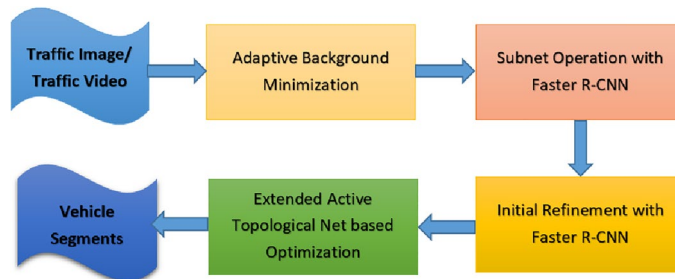 Traffic Image/
Traffic Video
Adaptive Background
Minimization
Subnet Operation with
Faster R-CNN
Initial Refinement with
Faster R-CNN
Extended Active
Topological Net based
Optimization
Vehicle
Segments